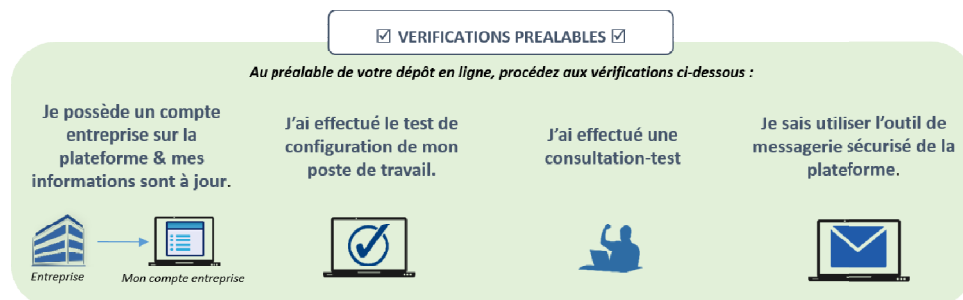 ☑ VERIFICATIONS PREALABLES ☑
Au préalable de votre dépôt en ligne, procédez aux vérifications ci-dessous :
Je possède un compte
entreprise sur la
plateforme & mes
informations sont à jour.
J’ai effectué le test de
configuration de mon
poste de travail.
J’ai effectué une
consultation-test
Je sais utiliser l’outil de
messagerie sécurisé de la
plateforme.
Entreprise
Mon compte entreprise